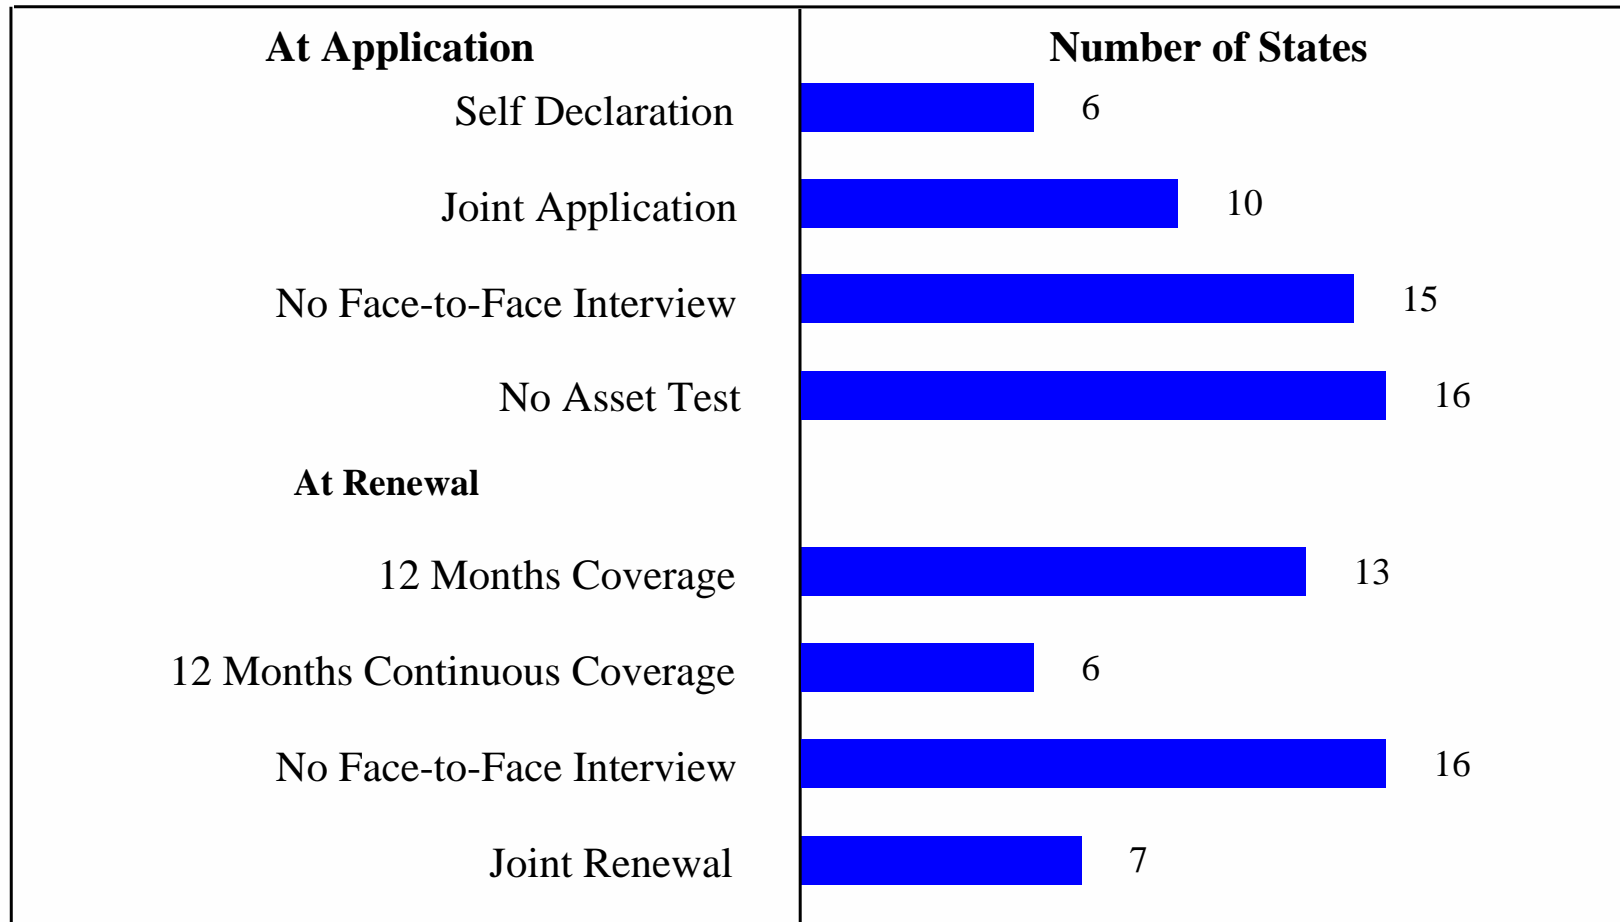 At Application Number of States
Self Declaration 6
Joint Application 10
No Face-to-Face Interview 15
No Asset Test 16
At Renewal
12 Months Coverage 13
12 Months Continuous Coverage 6
No Face-to-Face Interview 16
Joint Renewal 7